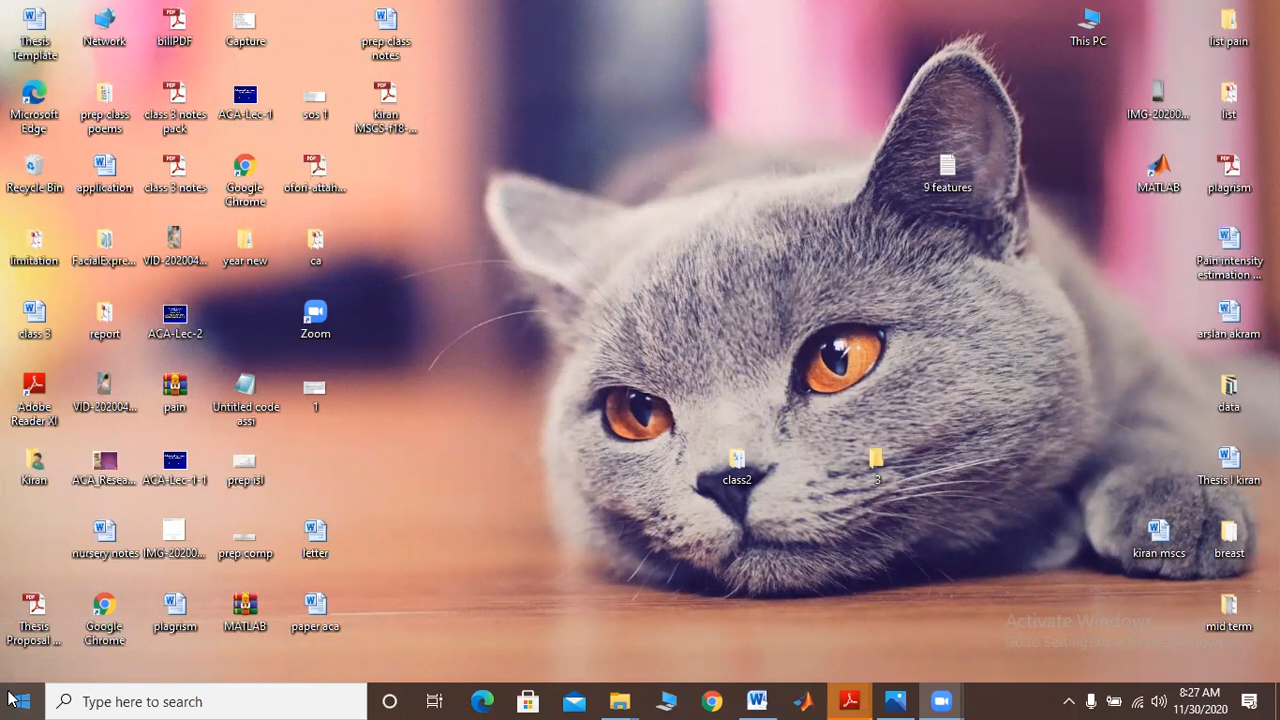 Thesis
Template
Network
billPDF
Capture
prep class
notes
This PC
list pain
Microsoft
Edge
prep class
poems
class 3 notes
pack
ACA-Lec-1
sos 1
kiran
MSCS-f18-...
IMG-20200...
list
Recycle Bin
application
class 3 notes
Google
Chrome
ofori-attah...
9 features
MATLAB
plagrism
limitation
FacialExpre...
VID-202004...
year new
ca
Pain intensity
estimation ...
class 3
report
ACA-Lec-2
Zoom
arslan akram
Adobe
Reader XI
VID-202004...
pain
Untitled code
assi
1
data
Kiran
ACA_Resea...
ACA-Lec-1-1
prep isl
class2
3
Thesis I kiran
nursery notes
IMG-20200...
prep comp
letter
kiran mscs
breast
Thesis
Proposal ...
Google
Chrome
plagrism
MATLAB
paper aca
mid term
Activate Windows
Go to Settings to activate Windows.
Type here to search
8:27 AM
11/30/2020